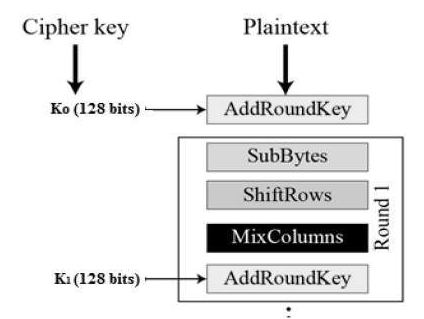 Cipher key Plaintext
K0 (128 bits) AddRoundKey
SubBytes
ShiftRows
MixColumns
Round 1
K1 (128 bits) AddRoundKey